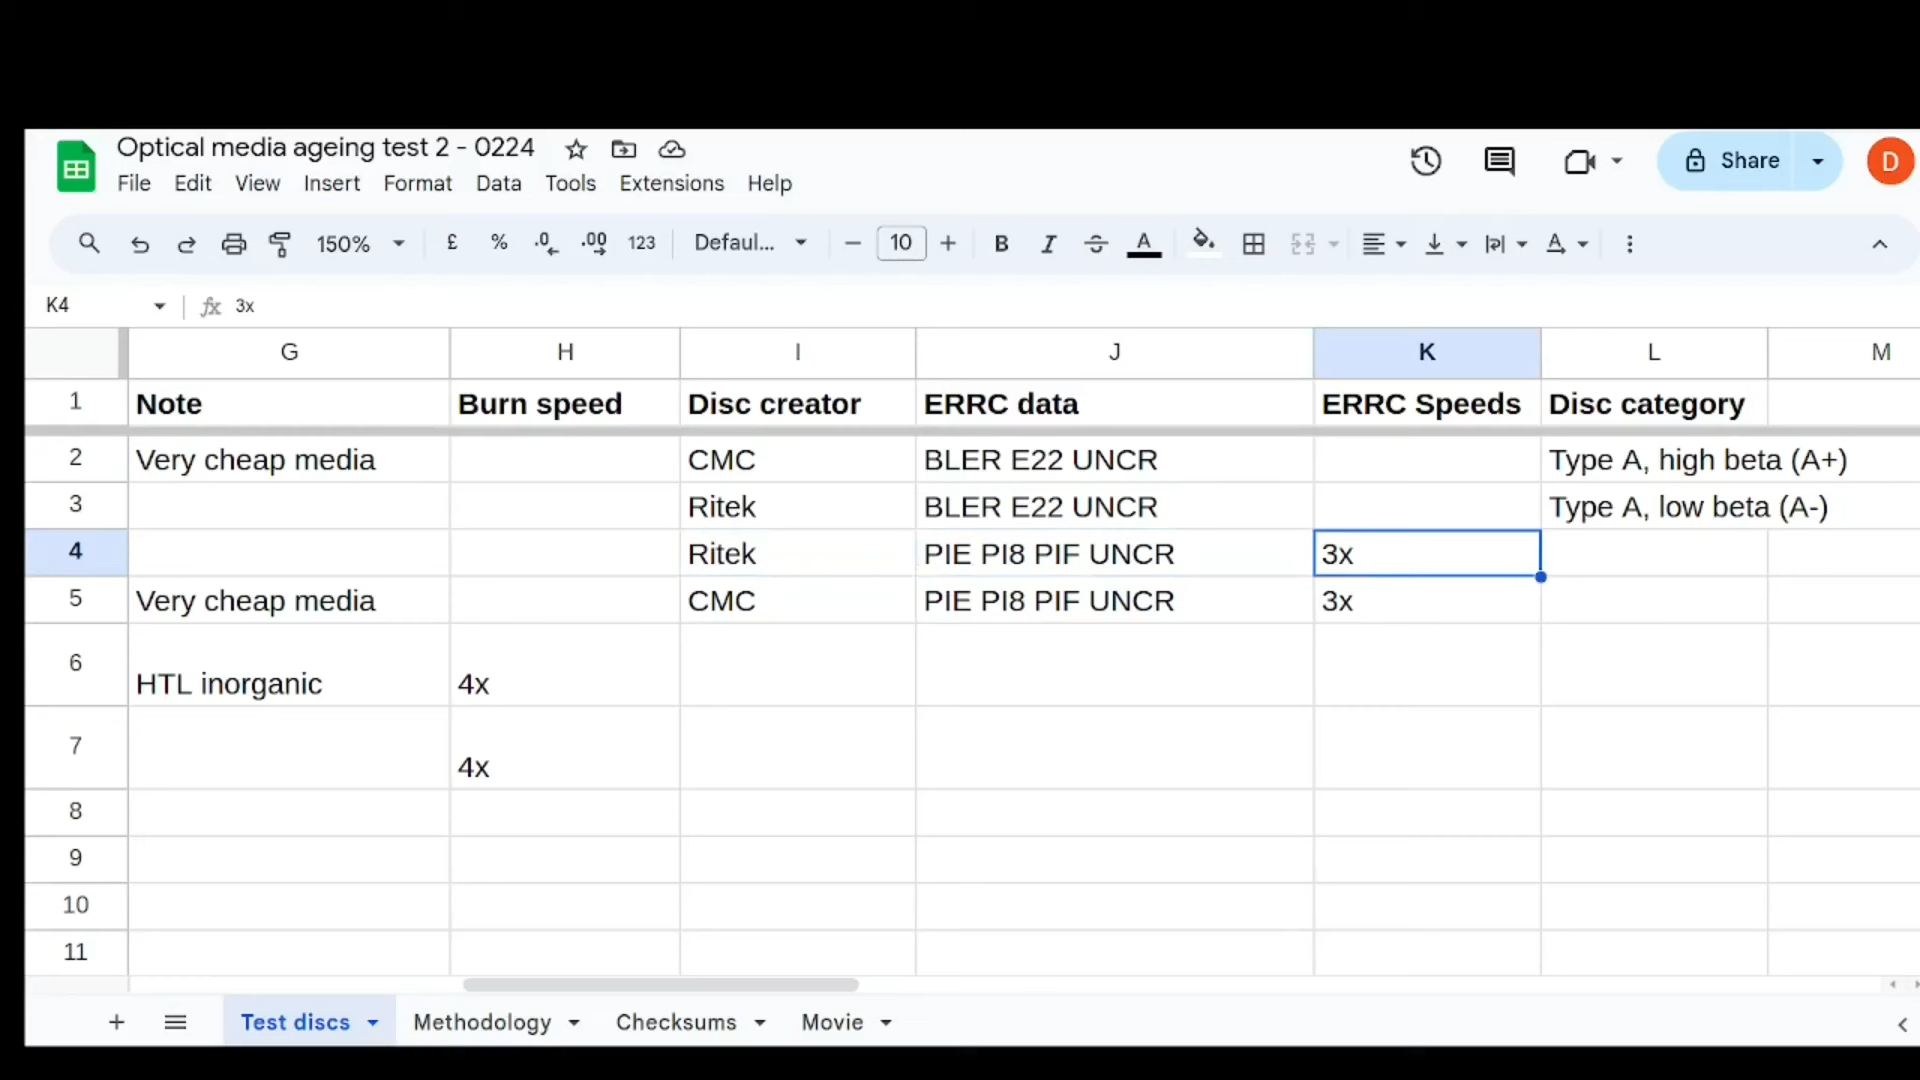 Optical media ageing test 2 - 0224
File Edit View Insert Format Data Tools Extensions Help
Share
D
150% £ % .0 .00 123 Defaul... 10 B I S A A
K4 fx 3x
G H I J K L M
1 Note Burn speed Disc creator ERRC data ERRC Speeds Disc category
2 Very cheap media CMC BLER E22 UNCR Type A, high beta (A+)
3 Ritek BLER E22 UNCR Type A, low beta (A-)
4 Ritek PIE PI8 PIF UNCR 3x
5 Very cheap media CMC PIE PI8 PIF UNCR 3x
6 HTL inorganic 4x
7 4x
8
9
10
11
Test discs Methodology Checksums Movie